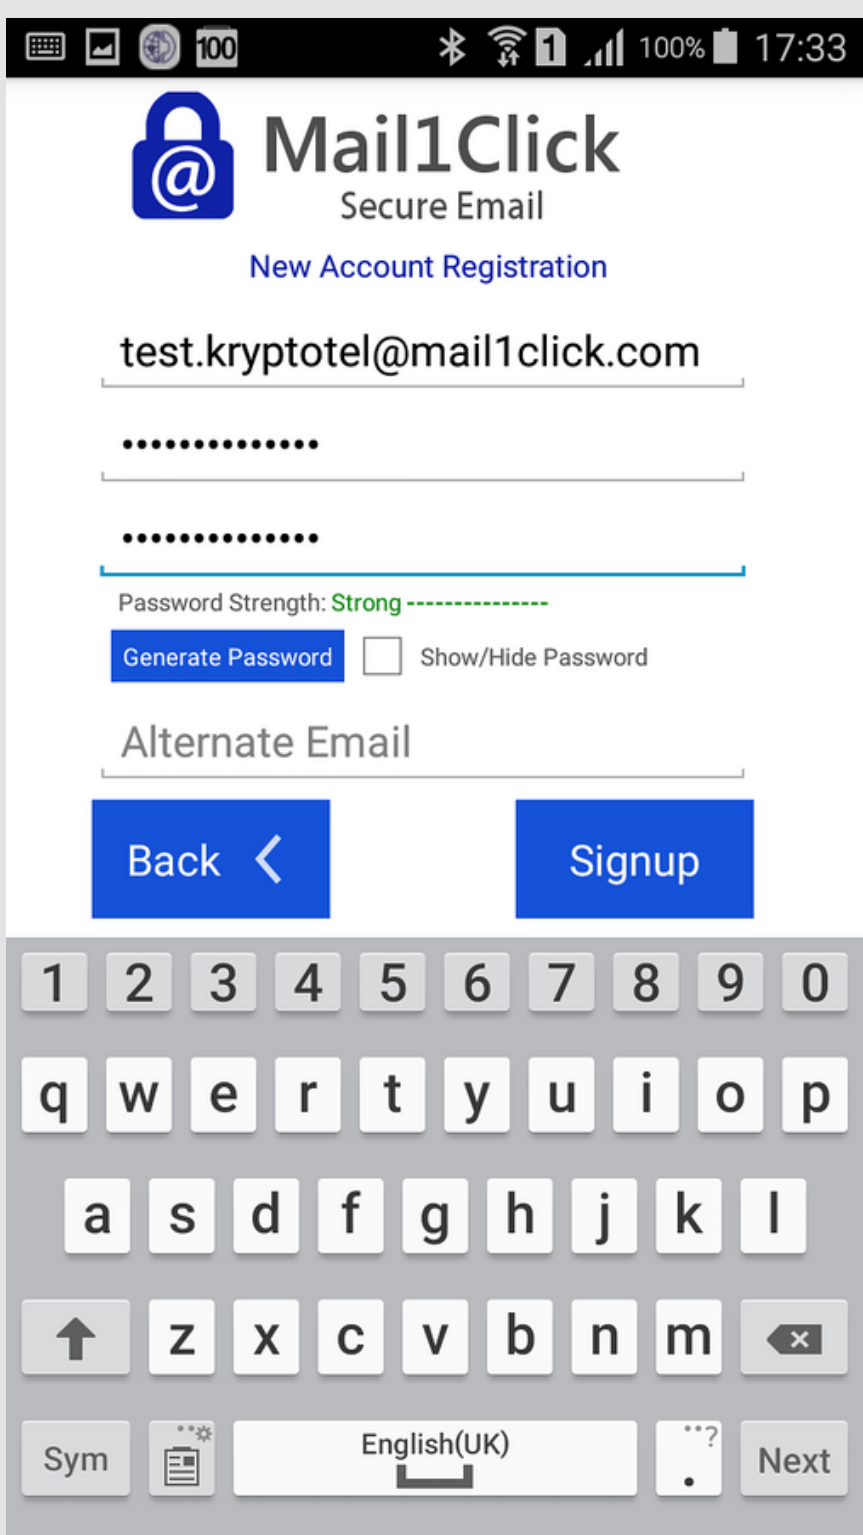 100 1 100% 17:33
@
Mail1Click
Secure Email
New Account Registration
test.kryptotel@mail1click.com
••••••••••••••
••••••••••••••
Password Strength: Strong ---------------
Generate Password Show/Hide Password
Alternate Email
Back Signup
1 2 3 4 5 6 7 8 9 0
q w e r t y u i o p
a s d f g h j k l
z x c v b n m
Sym English(UK) . ? Next